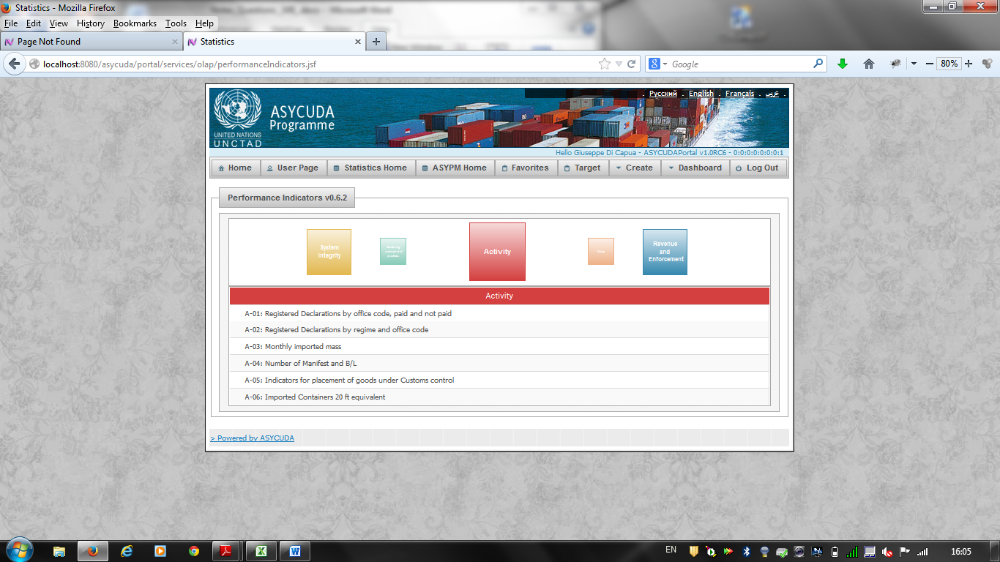 Statistics - Mozilla Firefox
File Edit View History Bookmarks Tools Help
Page Not Found
Statistics
localhost:8080/asycuda/portal/services/olap/performanceIndicators.jsf
Google
80%
. Русский . English . Français . عربي .
ASYCUDA
Programme
UNITED NATIONS
UNCTAD
Hello Giuseppe Di Capua - ASYCUDAPortal v1.0RC6 - 0:0:0:0:0:0:0:1
Home User Page Statistics Home ASYPM Home Favorites Target Create Dashboard Log Out
Performance Indicators v0.6.2
System
Integrity
Activity
Revenue
and
Enforcement
Activity
A-01: Registered Declarations by office code, paid and not paid
A-02: Registered Declarations by regime and office code
A-03: Monthly imported mass
A-04: Number of Manifest and B/L
A-05: Indicators for placement of goods under Customs control
A-06: Imported Containers 20 ft equivalent
> Powered by ASYCUDA
EN
16:05